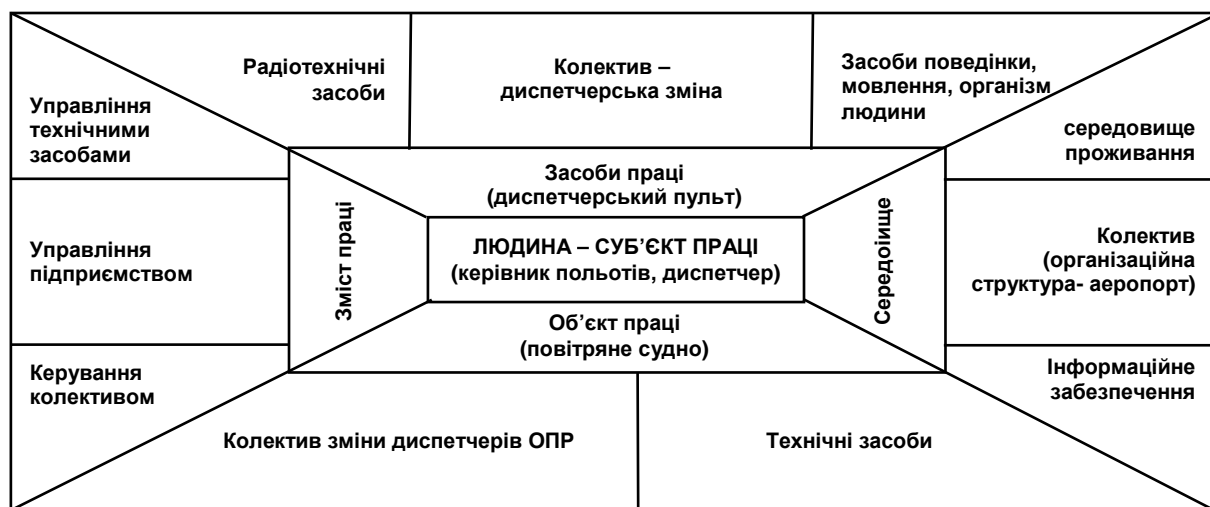 Радіотехнічні
засоби
Колектив –
диспетчерська зміна
Засоби поведінки,
мовлення, організм
людини
Управління
технічними
засобами
середовище
проживання
Засоби праці
(диспетчерський пульт)
Управління
підприємством
Зміст праці
ЛЮДИНА – СУБ’ЄКТ ПРАЦІ
(керівник польотів, диспетчер)
Середоіище
Колектив
(організаційна
структура- аеропорт)
Об’єкт праці
(повітряне судно)
Керування
колективом
Інформаційне
забезпечення
Колектив зміни диспетчерів ОПР
Технічні засоби